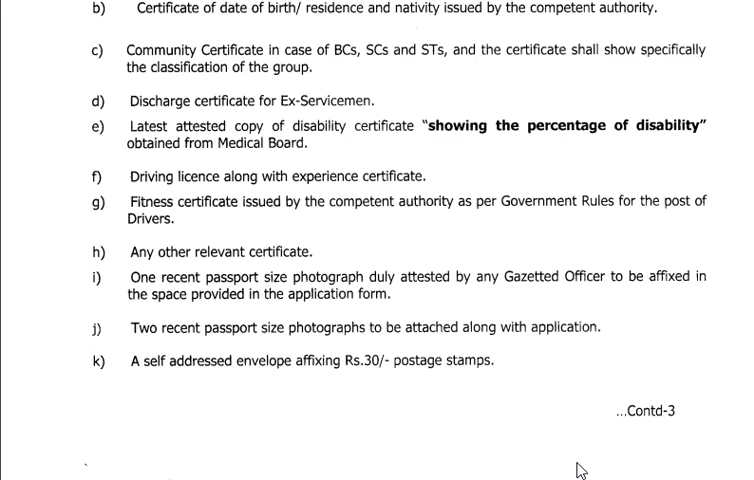 b) Certificate of date of birth/ residence and nativity issued by the competent authority.
c) Community Certificate in case of BCs, SCs and STs, and the certificate shall show specifically
the classification of the group.
d) Discharge certificate for Ex-Servicemen.
e) Latest attested copy of disability certificate "showing the percentage of disability"
obtained from Medical Board.
f) Driving licence along with experience certificate.
g) Fitness certificate issued by the competent authority as per Government Rules for the post of
Drivers.
h) Any other relevant certificate.
i) One recent passport size photograph duly attested by any Gazetted Officer to be affixed in
the space provided in the application form.
j) Two recent passport size photographs to be attached along with application.
k) A self addressed envelope affixing Rs.30/- postage stamps.
...Contd-3